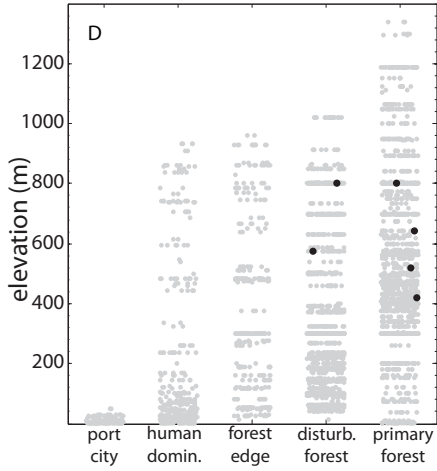 D
elevation (m)
1200
1000
800
600
400
200
port city
human domin.
forest edge
disturb. forest
primary forest